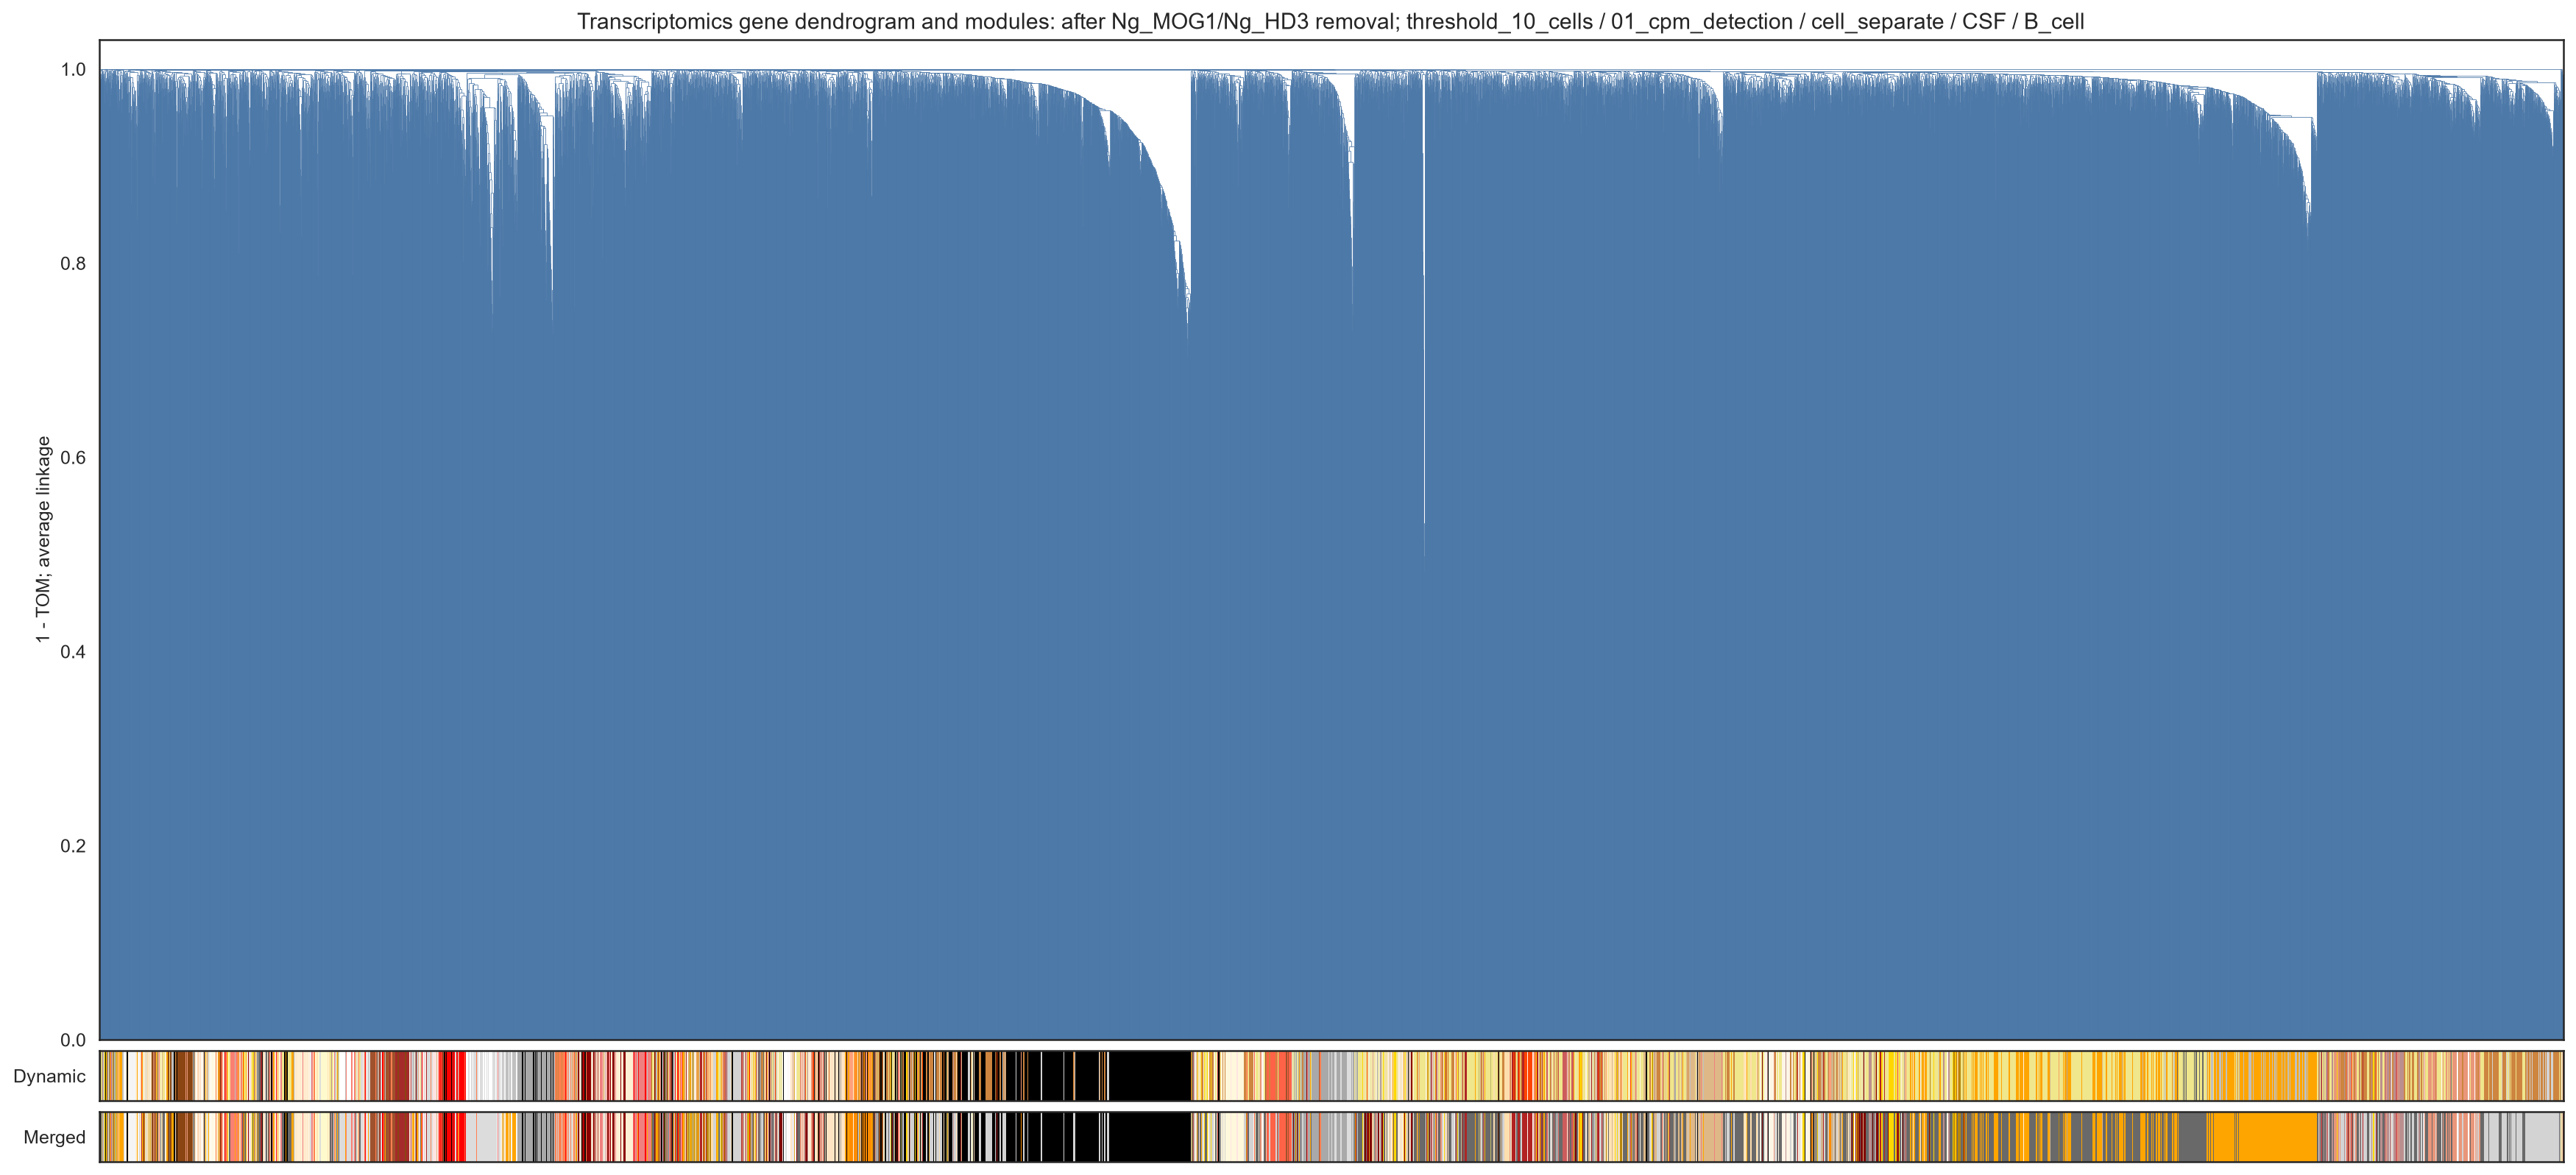 Transcriptomics gene dendrogram and modules: after Ng_MOG1/Ng_HD3 removal; threshold_10_cells / 01_cpm_detection / cell_separate / CSF / B_cell
1.0
0.8
0.6
0.4
0.2
0.0
1 - TOM; average linkage
Dynamic
Merged